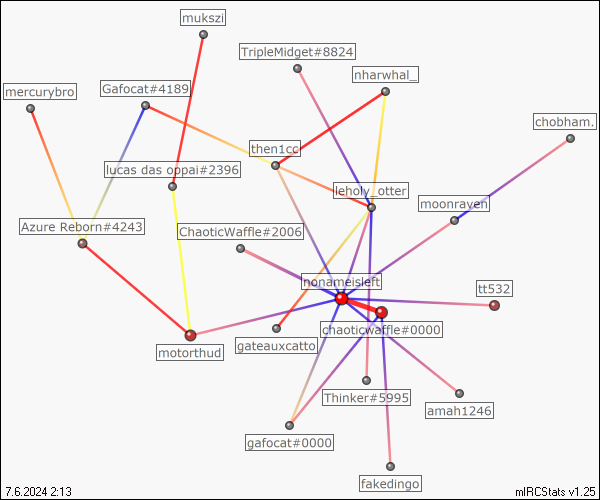 mukszi
TripleMidget#8824
nharwhal_
mercurybro
Gafocat#4189
chobham.
then1cc
lucas das oppai#2396
leholy_otter
moonraven
Azure Reborn#4243
ChaoticWaffle#2006
nonameisleft
tt532
chaoticwaffle#0000
gateauxcatto
motorthud
Thinker#5995
amah1246
gafocat#0000
fakedingo
7.6.2024 2:13
mIRCStats v1.25